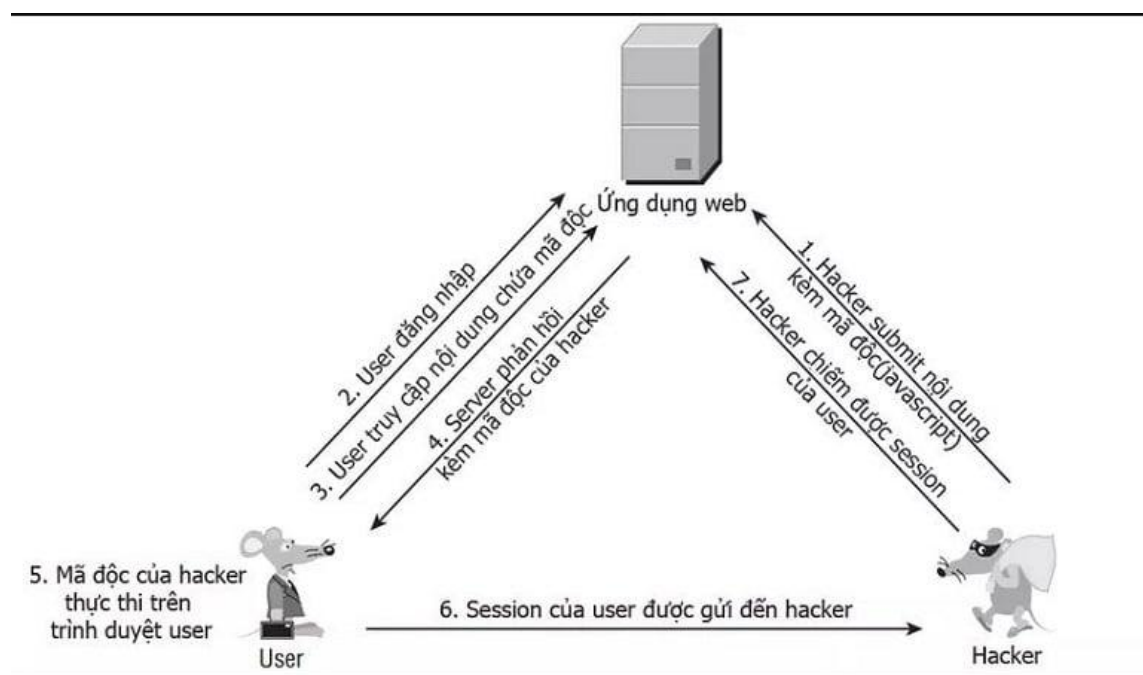 Ứng dụng web
1. Hacker submit nội dung
kèm mã độc(javascript)
2. User đăng nhập
3. User truy cập nội dung chứa mã độc
4. Server phản hồi
kèm mã độc của hacker
7. Hacker chiếm được session
của user
5. Mã độc của hacker
thực thi trên
trình duyệt user
6. Session của user được gửi đến hacker
User
Hacker